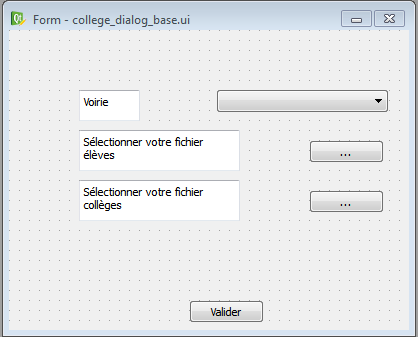 Form - college_dialog_base.ui
Voirie
Sélectionner votre fichier
élèves
...
Sélectionner votre fichier
collèges
...
Valider